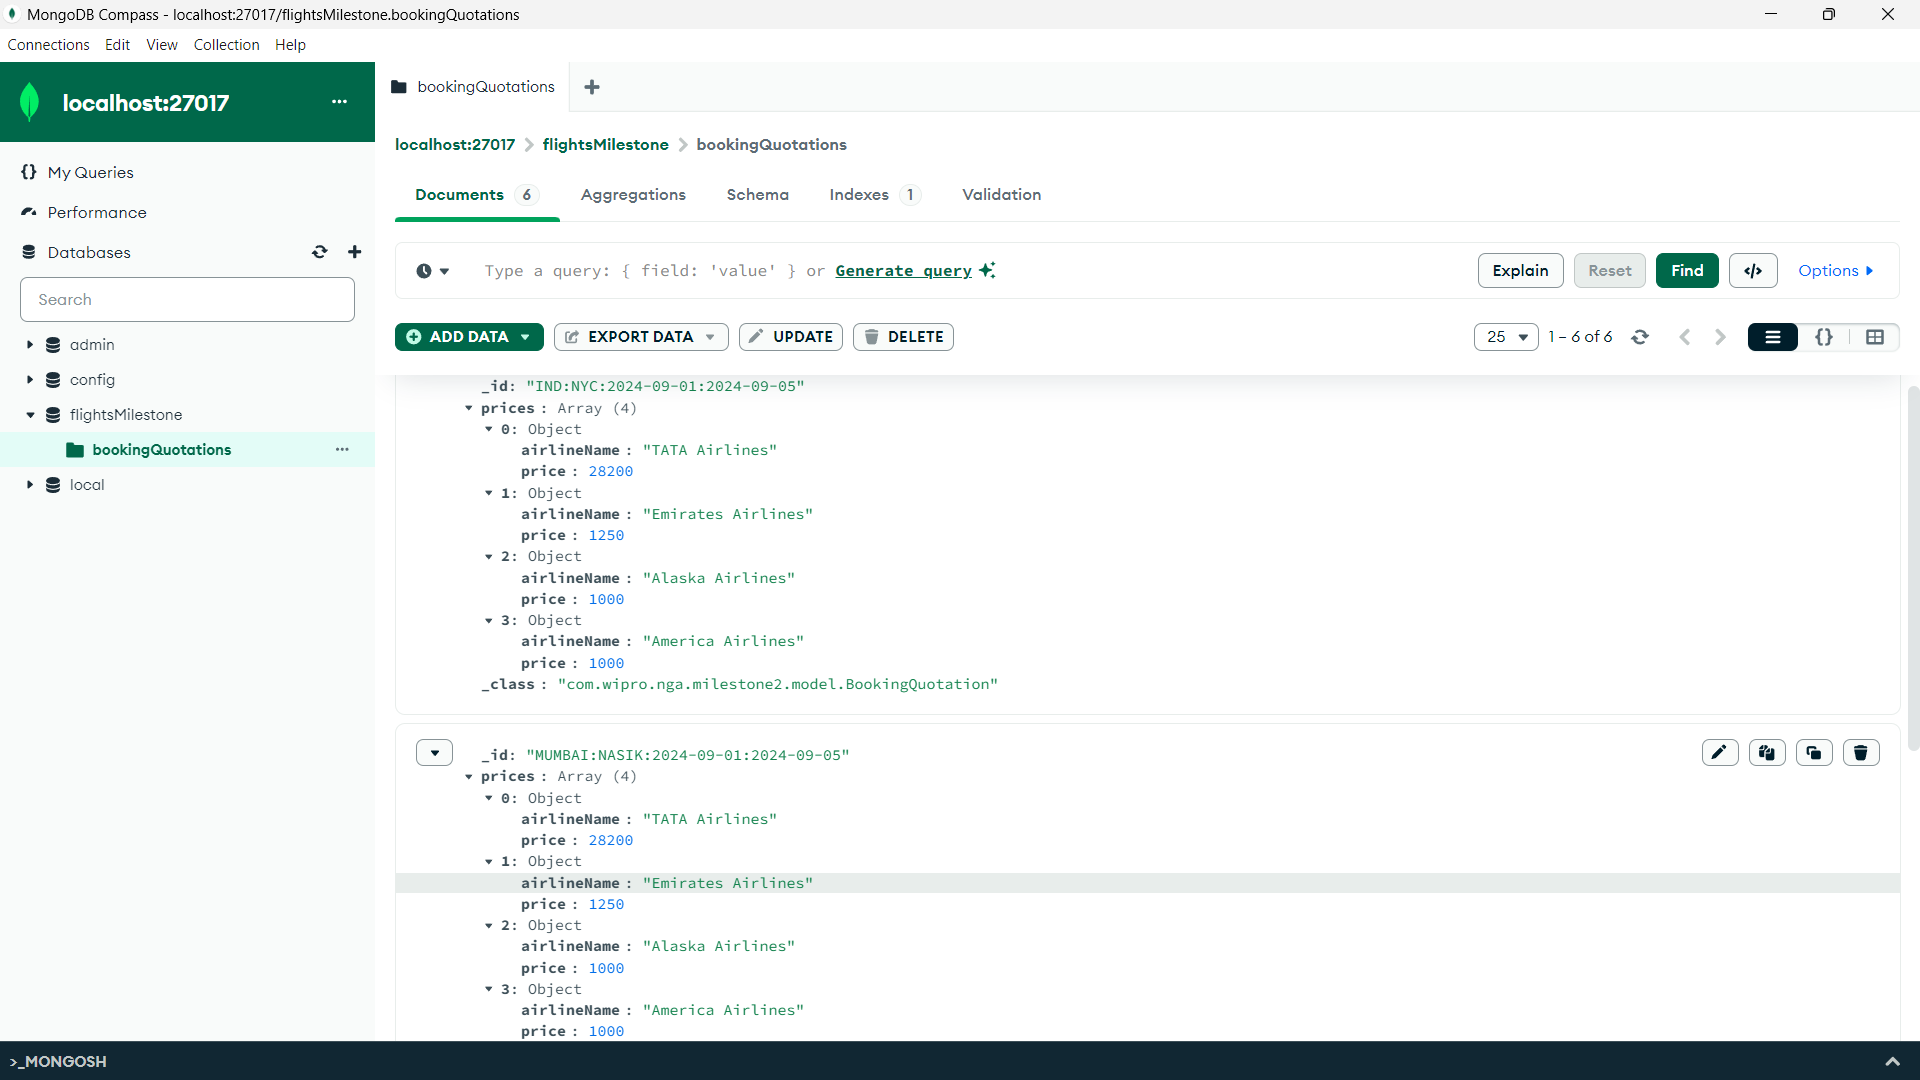 MongoDB Compass - localhost:27017/flightsMilestone.bookingQuotations
Connections Edit View Collection Help
localhost:27017 ...
My Queries
Performance
Databases
Search
admin
config
flightsMilestone
bookingQuotations ...
local
bookingQuotations
localhost:27017 > flightsMilestone > bookingQuotations
Documents 6 Aggregations Schema Indexes 1 Validation
Type a query: { field: 'value' } or Generate query
Explain Reset Find </> Options
ADD DATA EXPORT DATA UPDATE DELETE
25 1 – 6 of 6 {}
_id: "IND:NYC:2024-09-01:2024-09-05"
prices : Array (4)
0: Object
airlineName : "TATA Airlines"
price : 28200
1: Object
airlineName : "Emirates Airlines"
price : 1250
2: Object
airlineName : "Alaska Airlines"
price : 1000
3: Object
airlineName : "America Airlines"
price : 1000
_class : "com.wipro.nga.milestone2.model.BookingQuotation"
_id: "MUMBAI:NASIK:2024-09-01:2024-09-05"
prices : Array (4)
0: Object
airlineName : "TATA Airlines"
price : 28200
1: Object
airlineName : "Emirates Airlines"
price : 1250
2: Object
airlineName : "Alaska Airlines"
price : 1000
3: Object
airlineName : "America Airlines"
price : 1000
>_MONGOSH